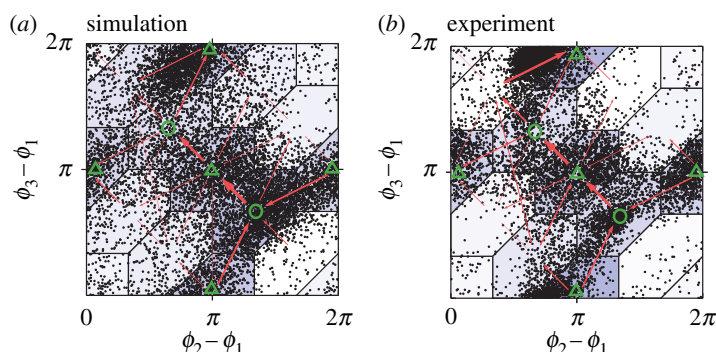 (a) simulation
2π
ϕ3 – ϕ1
π
0 π 2π
ϕ2 – ϕ1
(b) experiment
2π
ϕ3 – ϕ1
π
0 π 2π
ϕ2 – ϕ1